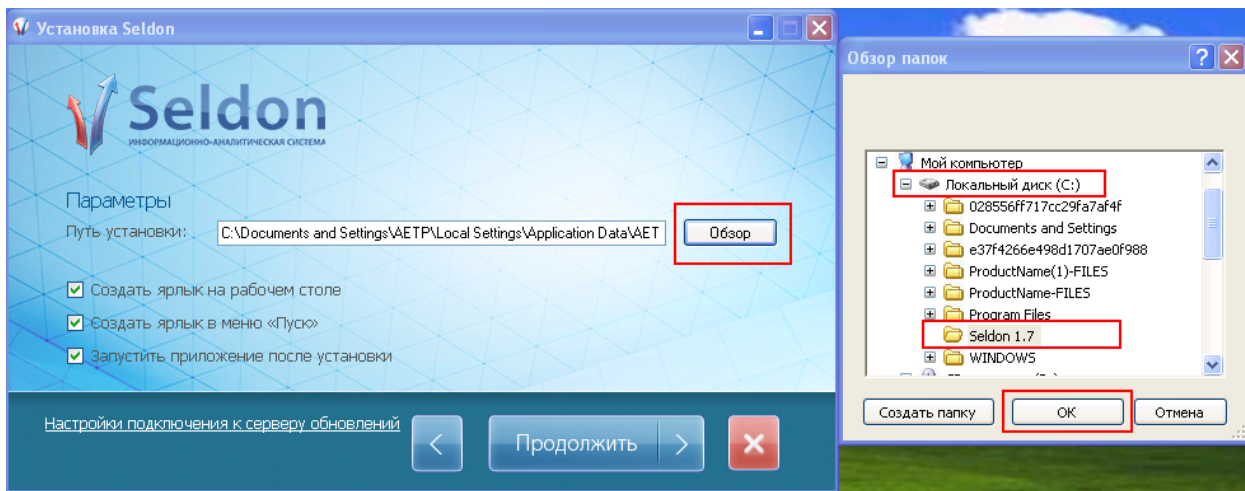 Установка Seldon
Seldon
ИНФОРМАЦИОННО-АНАЛИТИЧЕСКАЯ СИСТЕМА
Параметры
Путь установки:
C:\Documents and Settings\AETP\Local Settings\Application Data\AET
Обзор
Создать ярлык на рабочем столе
Создать ярлык в меню «Пуск»
Запустить приложение после установки
Настройки подключения к серверу обновлений
Продолжить
Обзор папок
Мой компьютер
Локальный диск (C:)
028556ff717cc29fa7af4f
Documents and Settings
e37f4266e498d1707ae0f988
ProductName(1)-FILES
ProductName-FILES
Program Files
Seldon 1.7
WINDOWS
Создать папку
ОК
Отмена